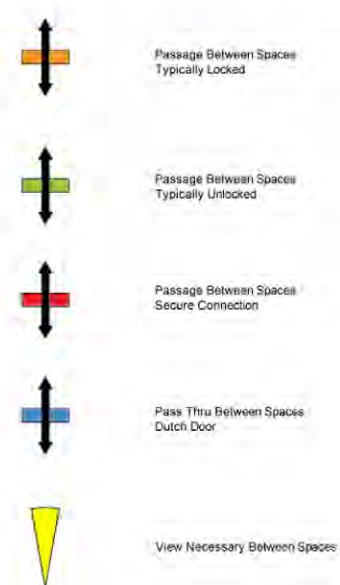 Passage Between Spaces
Typically Locked
Passage Between Spaces
Typically Unlocked
Passage Between Spaces
Secure Connection
Pass Thru Between Spaces
Dutch Door
View Necessary Between Spaces